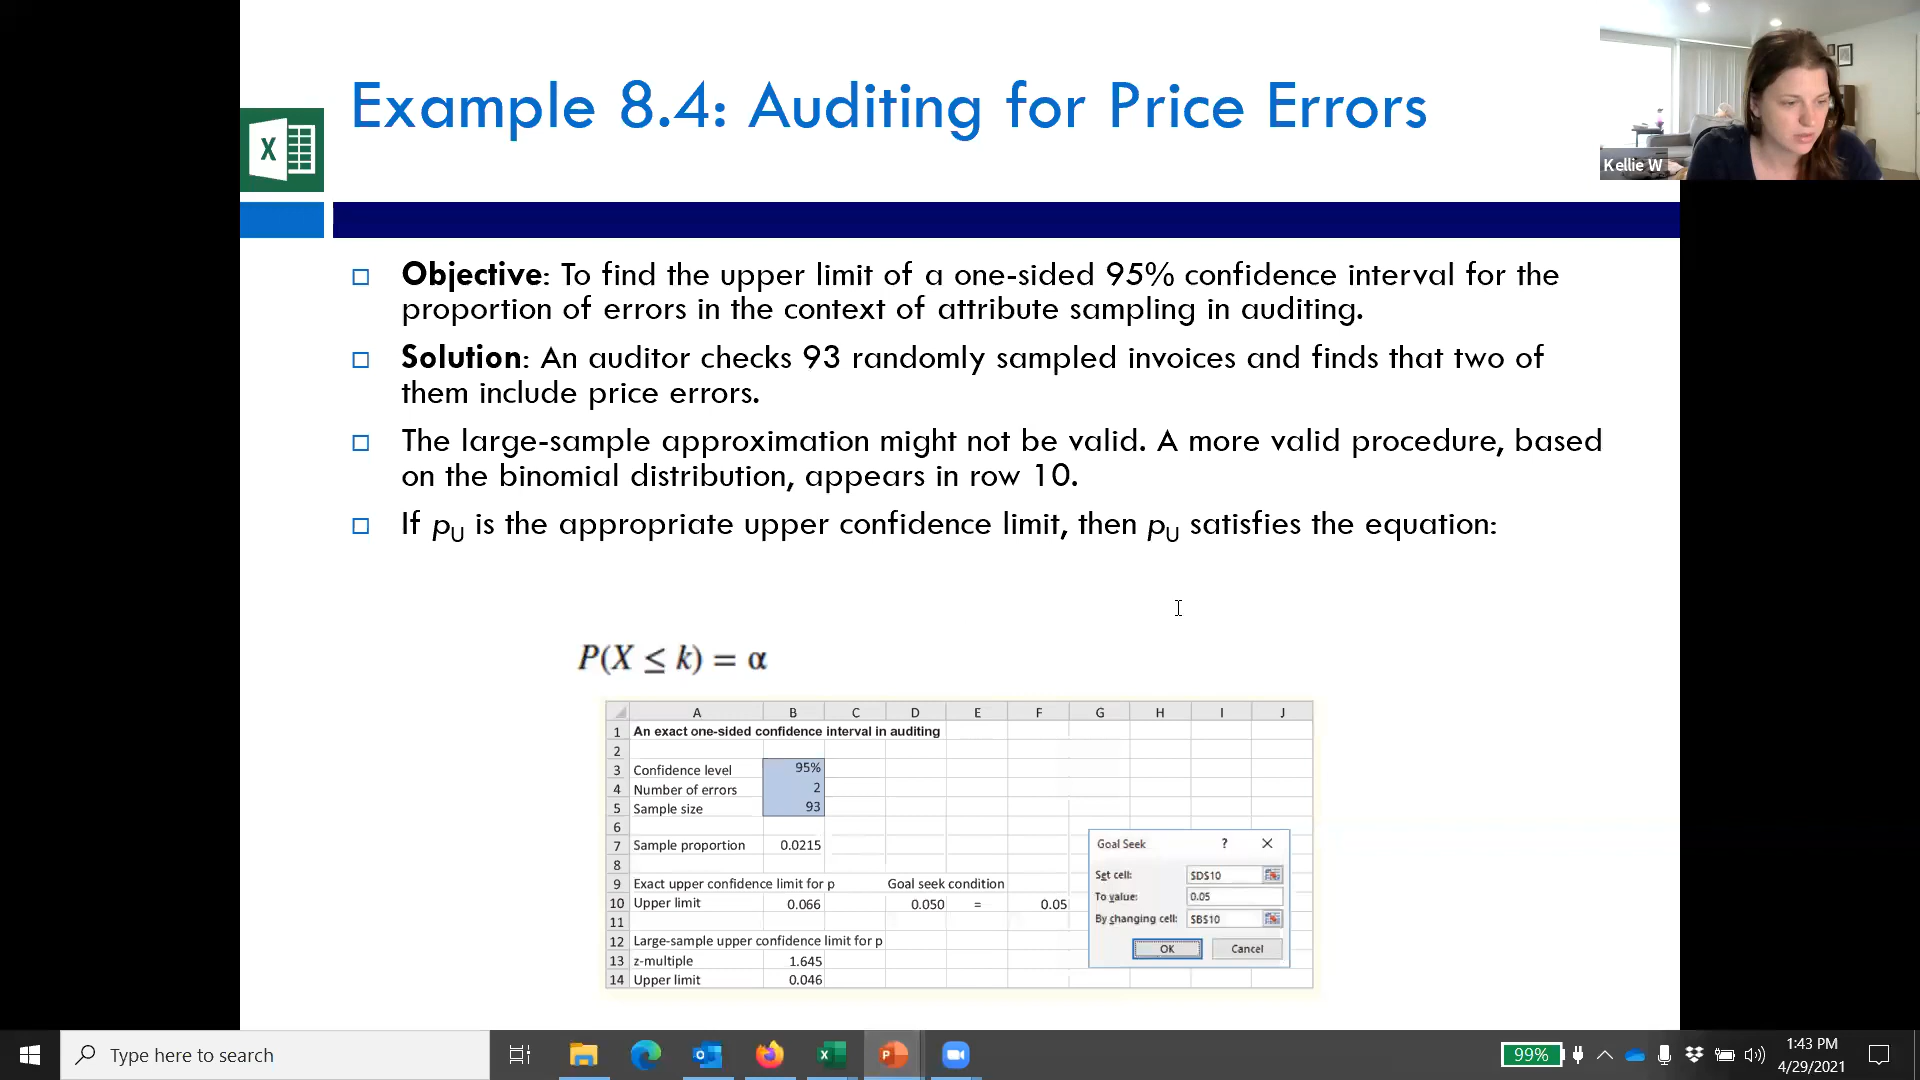 Example 8.4: Auditing for Price Errors
X
Kellie W
Objective: To find the upper limit of a one-sided 95% confidence interval for the
proportion of errors in the context of attribute sampling in auditing.
Solution: An auditor checks 93 randomly sampled invoices and finds that two of
them include price errors.
The large-sample approximation might not be valid. A more valid procedure, based
on the binomial distribution, appears in row 10.
If pU is the appropriate upper confidence limit, then pU satisfies the equation:
P(X ≤ k) = α
A B C D E F G H I J
1 An exact one-sided confidence interval in auditing
2
3 Confidence level 95%
4 Number of errors 2
5 Sample size 93
6
7 Sample proportion 0.0215
8
9 Exact upper confidence limit for p Goal seek condition
10 Upper limit 0.066 0.050 = 0.05
11
12 Large-sample upper confidence limit for p
13 z-multiple 1.645
14 Upper limit 0.046
Goal Seek ? ×
Set cell: $D$10
To value: 0.05
By changing cell: $B$10
OK Cancel
Type here to search
99%
1:43 PM
4/29/2021